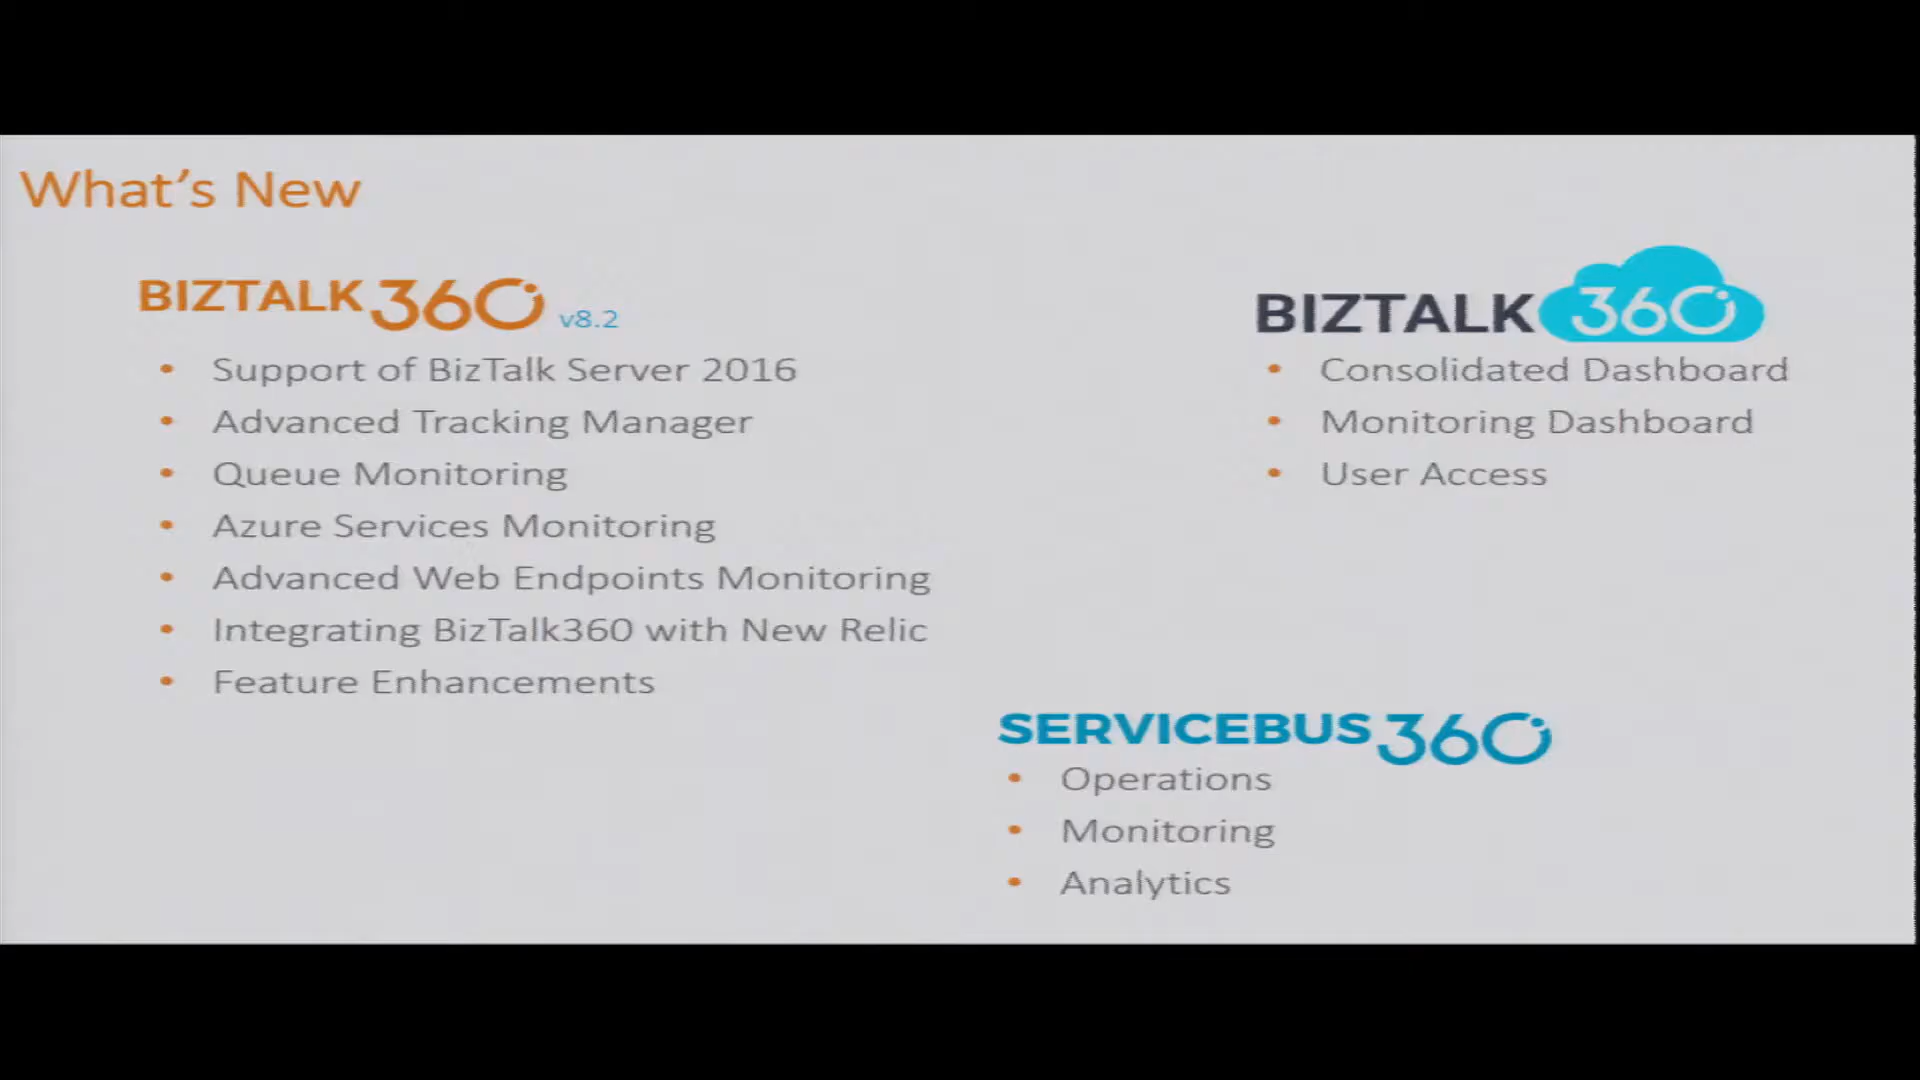 What's New
BIZTALK 360 v8.2
• Support of BizTalk Server 2016
• Advanced Tracking Manager
• Queue Monitoring
• Azure Services Monitoring
• Advanced Web Endpoints Monitoring
• Integrating BizTalk360 with New Relic
• Feature Enhancements
BIZTALK 360
• Consolidated Dashboard
• Monitoring Dashboard
• User Access
SERVICEBUS 360
• Operations
• Monitoring
• Analytics